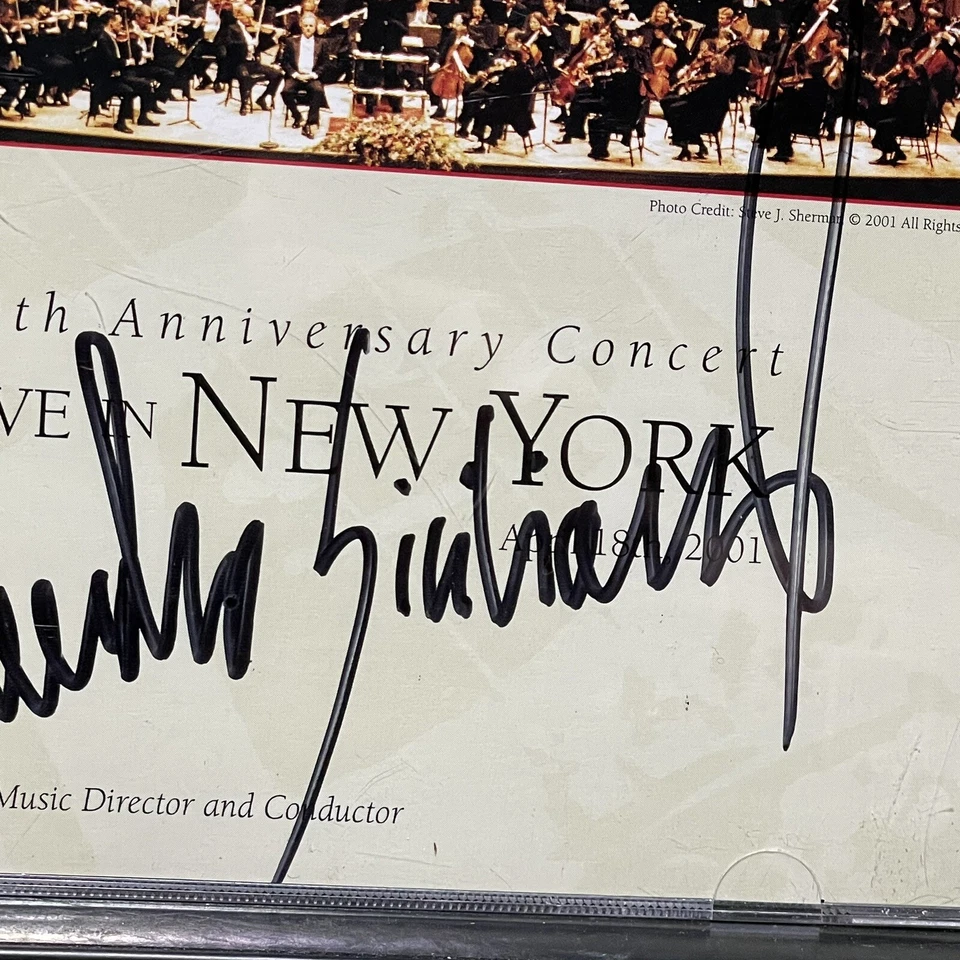 Photo Credit: Steve J. Sherman © 2001 All Rights
th Anniversary Concert
VE IN NEW YORK
April 18th, 2001
Music Director and Conductor